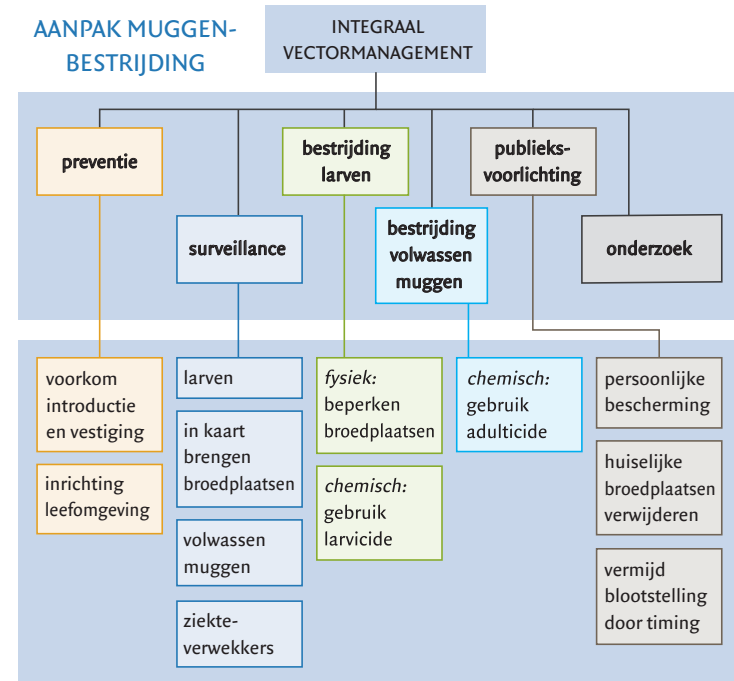 AANPAK MUGGEN-
BESTRIJDING
INTEGRAAL
VECTORMANAGEMENT
preventie
surveillance
bestrijding
larven
bestrijding
volwassen
muggen
publieks-
voorlichting
onderzoek
voorkom
introductie
en vestiging
inrichting
leefomgeving
larven
in kaart
brengen
broedplaatsen
volwassen
muggen
ziekte-
verwekkers
fysiek:
beperken
broedplaatsen
chemisch:
gebruik
larvicide
chemisch:
gebruik
adulticide
persoonlijke
bescherming
huiselijke
broedplaatsen
verwijderen
vermijd
blootstelling
door timing